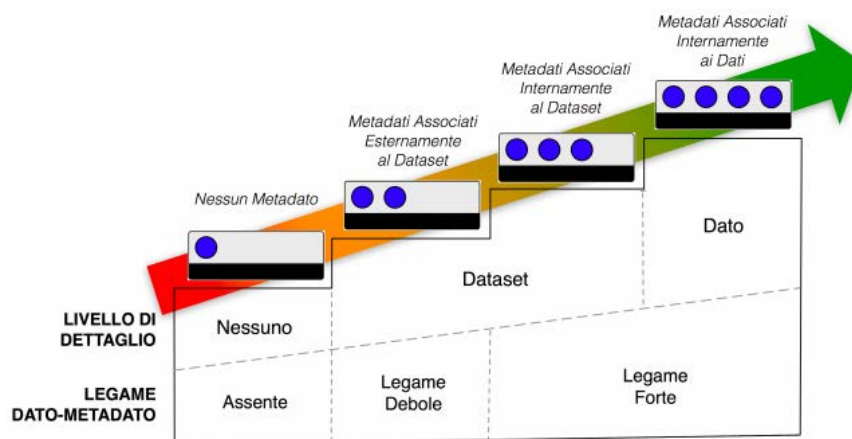 Metadati Associati
Internamente
ai Dati
Metadati Associati
Internamente
al Dataset
Metadati Associati
Esternamente
al Dataset
Nessun Metadato
Dato
Dataset
LIVELLO DI
DETTAGLIO
Nessuno
LEGAME
DATO-METADATO
Assente
Legame
Debole
Legame
Forte